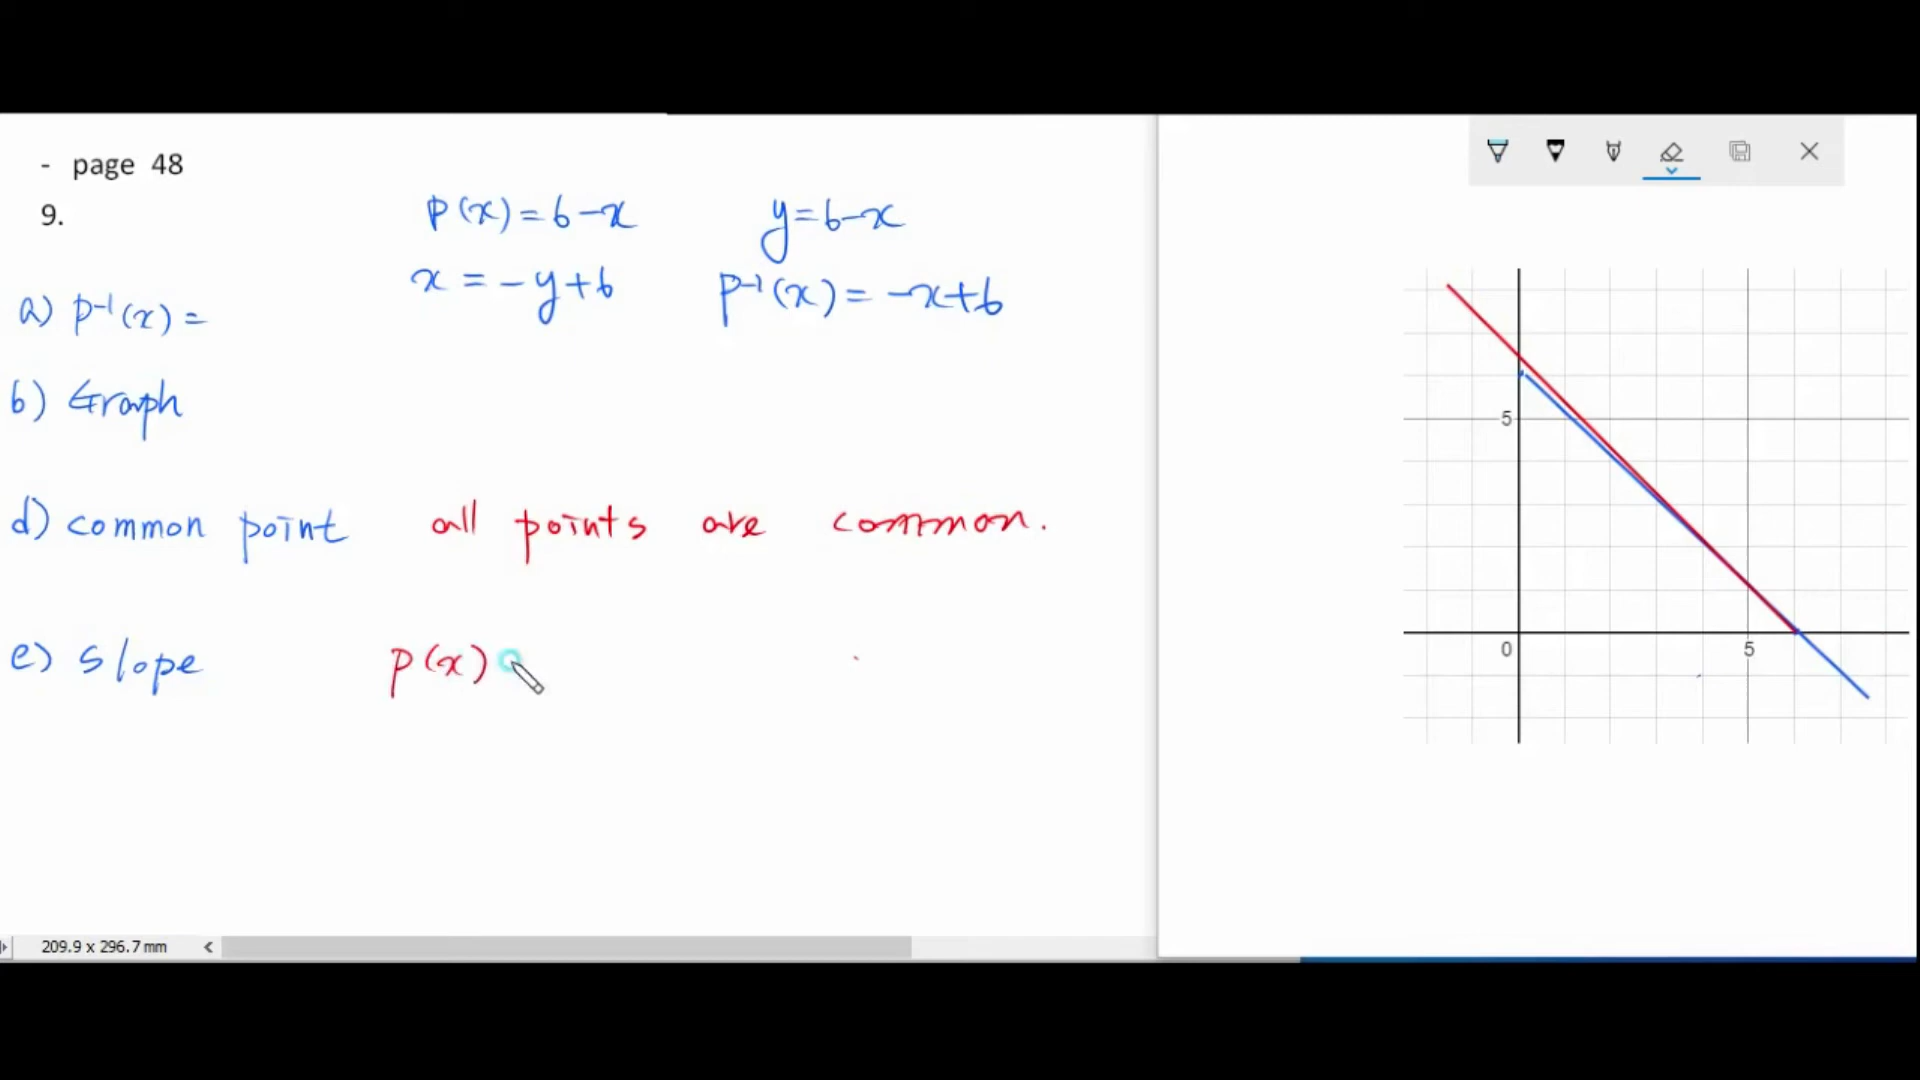 - page 48
9.
p(x) = 6-x
y = 6-x
x = -y+6
p⁻¹(x) = -x+6
a) p⁻¹(x) =
b) Graph
d) common point all points are common.
e) slope p(x)
5
0
5
209.9 x 296.7 mm